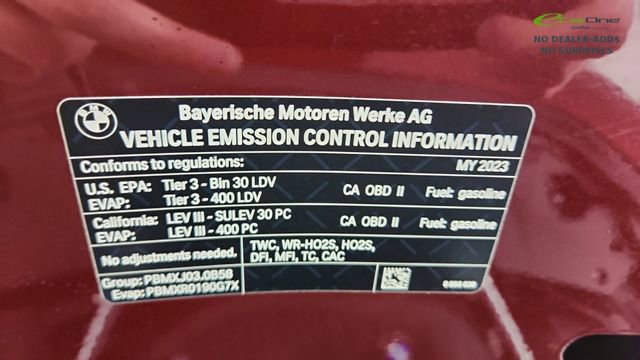 eLeaOne
NO DEALER-ADDS
NO SURPRISES
BMW
Bayerische Motoren Werke AG
VEHICLE EMISSION CONTROL INFORMATION
Conforms to regulations: MY 2023
U.S. EPA: Tier 3 - Bin 30 LDV CA OBD II Fuel: gasoline
EVAP: Tier 3 - 400 LDV
California: LEV III - SULEV 30 PC CA OBD II Fuel: gasoline
EVAP: LEV III - 400 PC
No adjustments needed. TWC, WR-HO2S, HO2S,
DFI, MFI, TC, CAC
Group: PBMXJ03.0B58
Evap: PBMXR0190G7X